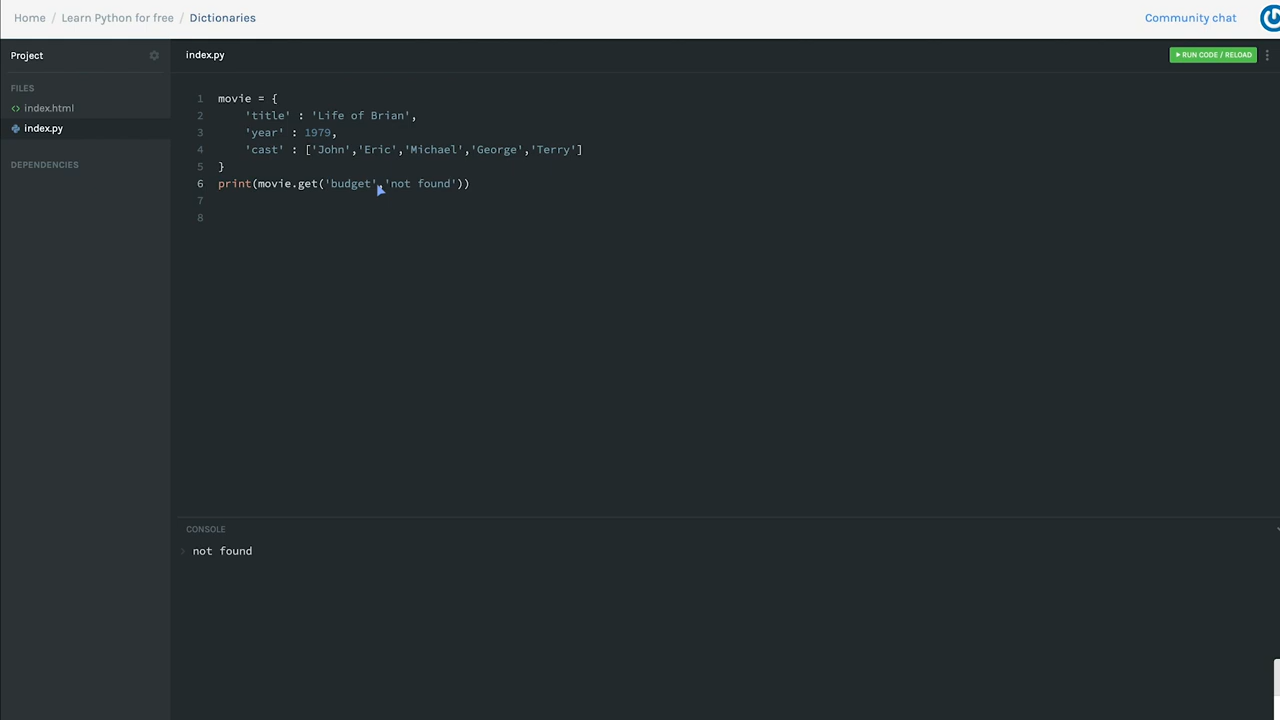 Home / Learn Python for free / Dictionaries
Community chat
Project
index.py
RUN CODE / RELOAD
FILES
index.html
index.py
DEPENDENCIES
1 movie = {
2 'title' : 'Life of Brian',
3 'year' : 1979,
4 'cast' : ['John','Eric','Michael','George','Terry']
5 }
6 print(movie.get('budget','not found'))
7
8
CONSOLE
not found